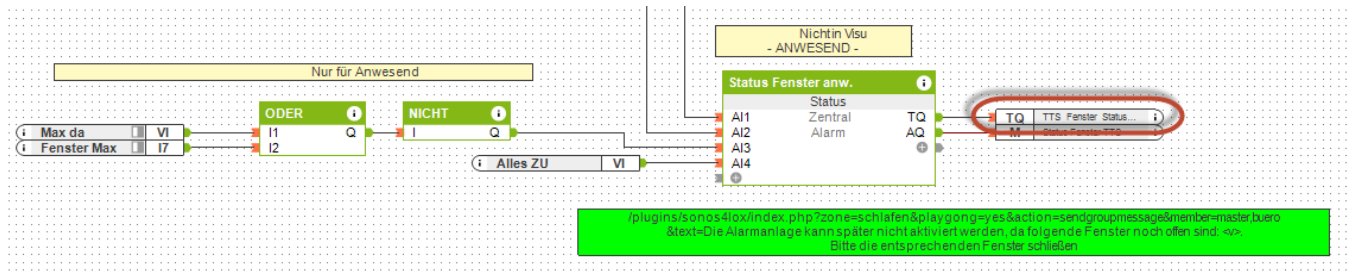 Nichtin Visu
- ANWESEND -
Nur für Anwesend
Status Fenster anw. i
Status
ODER i
NICHT i
AI1 Zentral TQ
TQ TTS Fenster Status... i
Max da VI
I1 Q
I Q
AI2 Alarm AQ
M Status Fenster TTS
Fenster Max I7
I2
AI3
Alles ZU VI
AI4
/plugins/sonos4lox/index.php?zone=schlafen&playgong=yes&action=sendgroupmessage&member=master,buero
&text=Die Alarmanlage kann später nicht aktiviert werden, da folgende Fenster noch offen sind: <v>.
Bitte die entsprechenden Fenster schließen